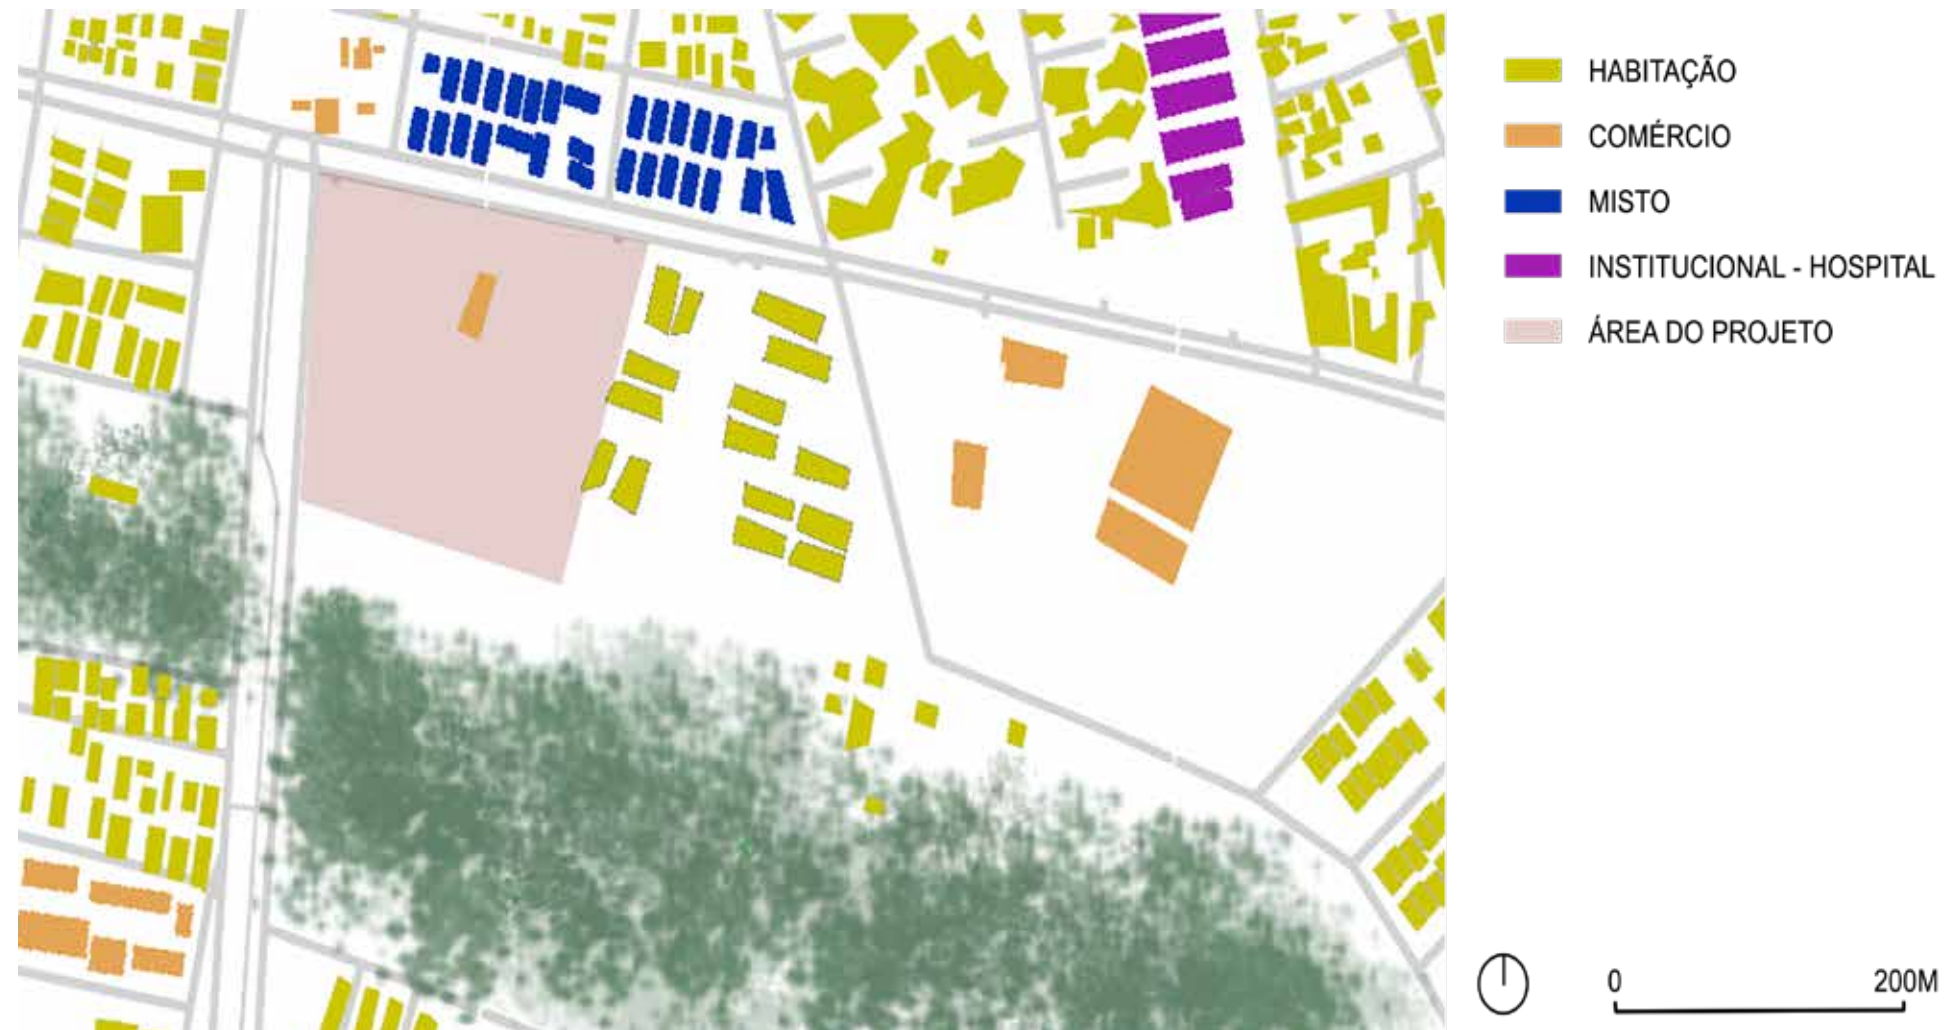 HABITAÇÃO
COMÉRCIO
MISTO
INSTITUCIONAL - HOSPITAL
ÁREA DO PROJETO
0 200M